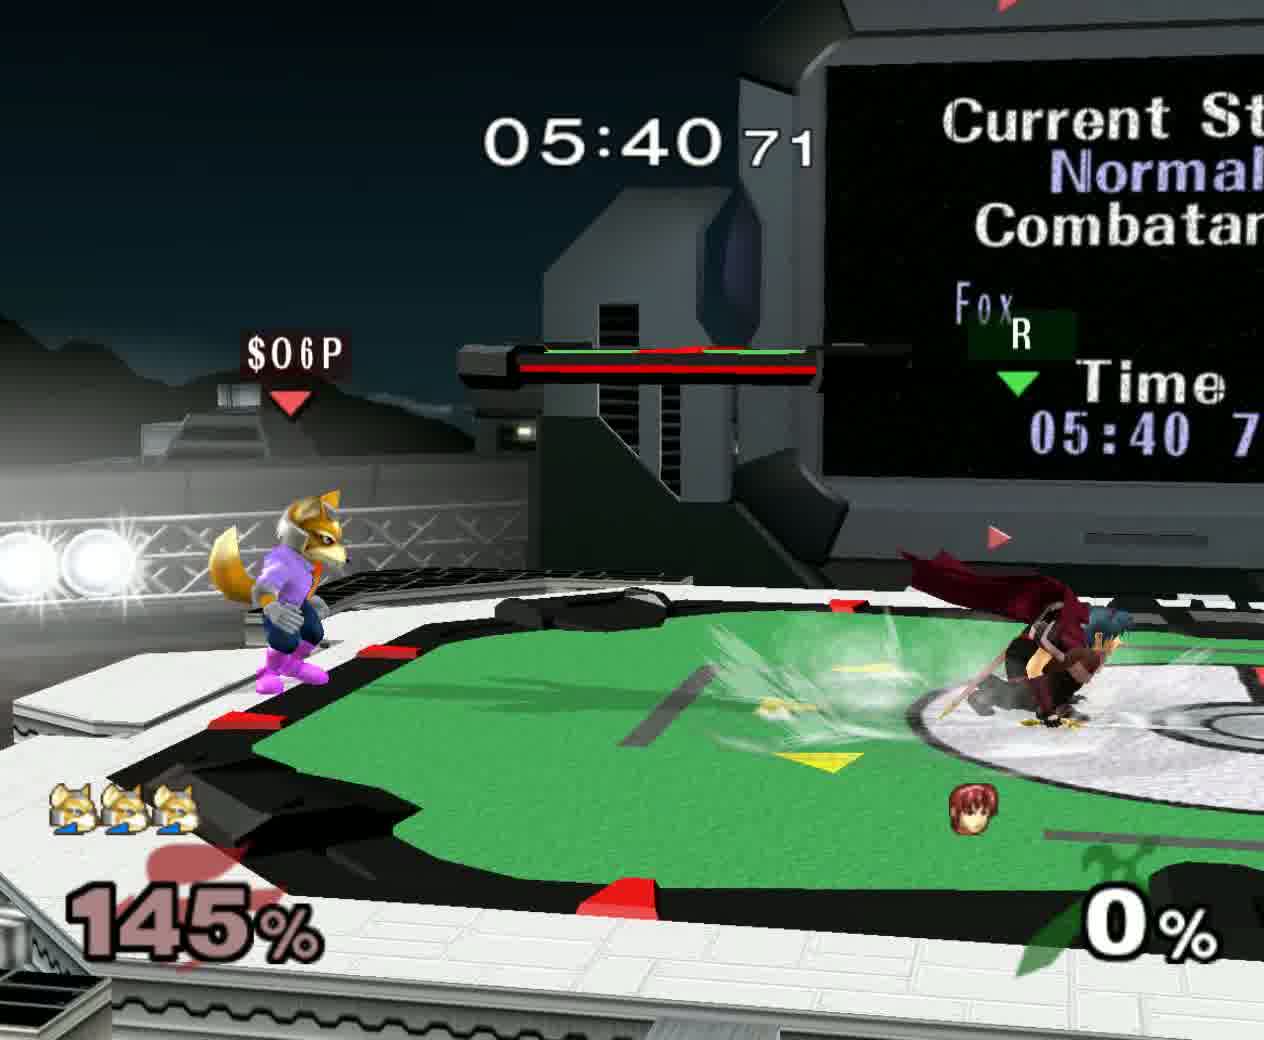 05:40 71
Current St
Normal
Combatan
Fox
R
$06P
Time
05:40 7
145%
0%